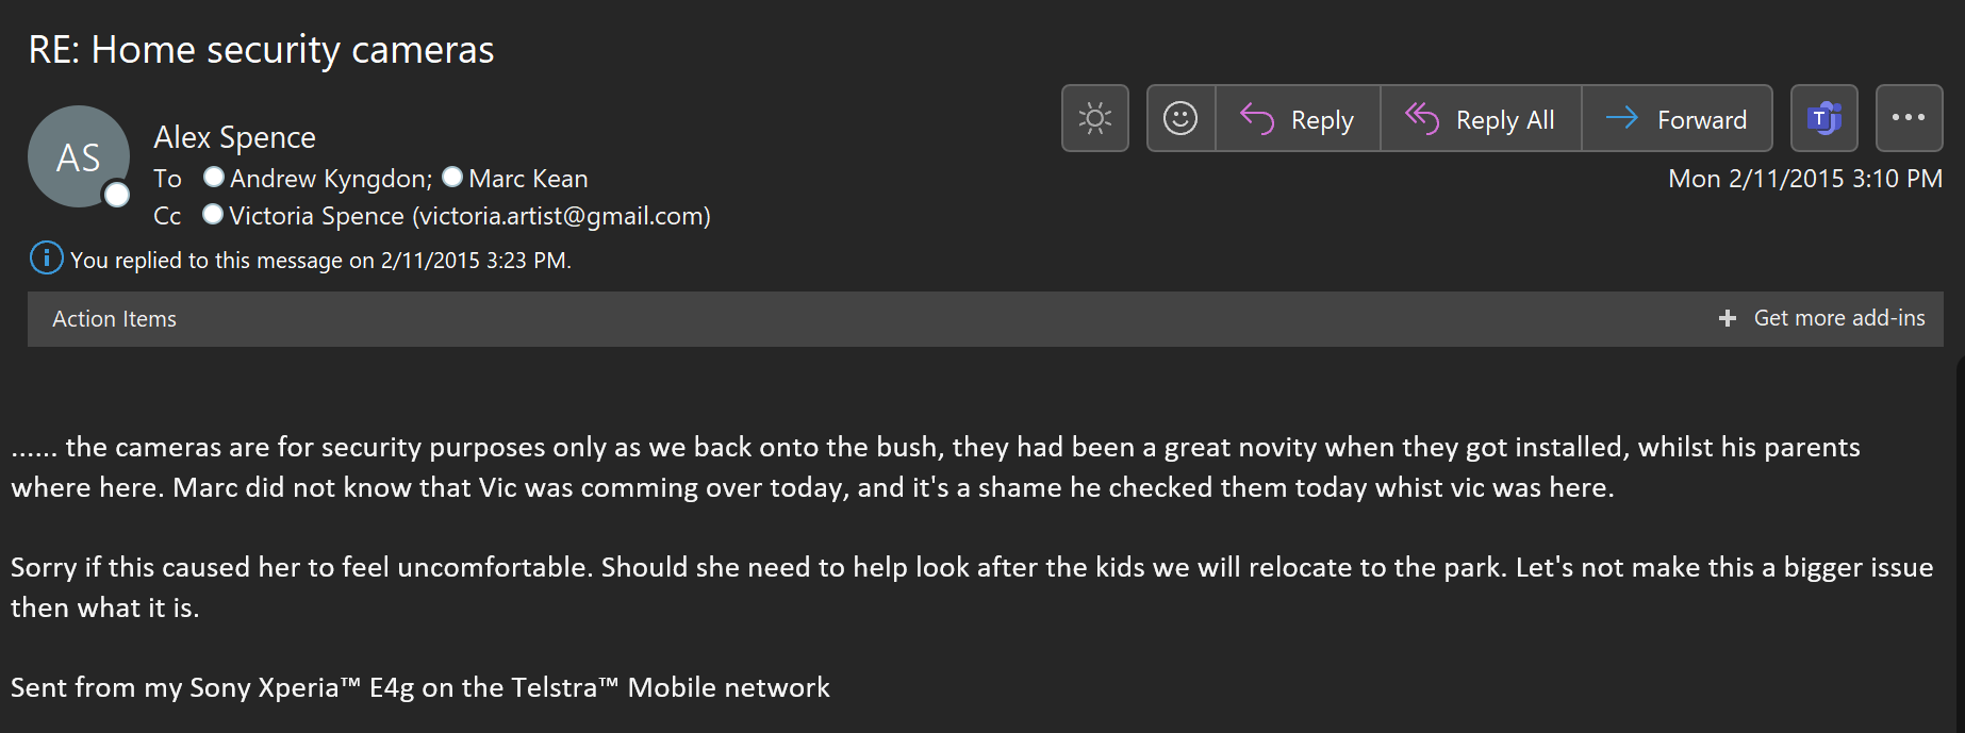 RE: Home security cameras
AS
Alex Spence
Reply
Reply All
Forward
T
To Andrew Kyngdon; Marc Kean
Mon 2/11/2015 3:10 PM
Cc Victoria Spence (victoria.artist@gmail.com)
i You replied to this message on 2/11/2015 3:23 PM.
Action Items
+ Get more add-ins
...... the cameras are for security purposes only as we back onto the bush, they had been a great novity when they got installed, whilst his parents
where here. Marc did not know that Vic was comming over today, and it's a shame he checked them today whist vic was here.
Sorry if this caused her to feel uncomfortable. Should she need to help look after the kids we will relocate to the park. Let's not make this a bigger issue
then what it is.
Sent from my Sony Xperia™ E4g on the Telstra™ Mobile network